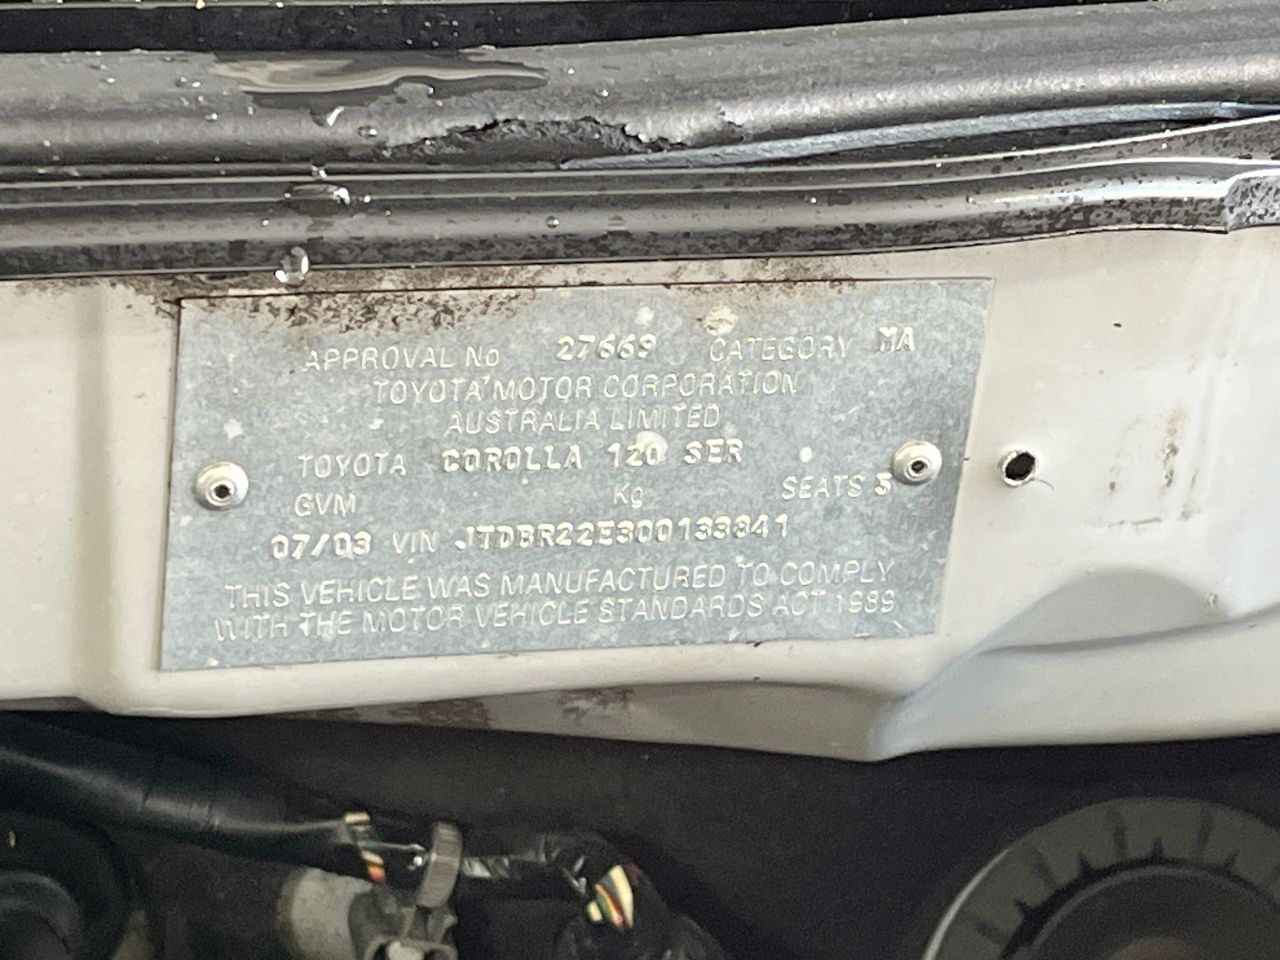 APPROVAL No 27669 CATEGORY MA
TOYOTA MOTOR CORPORATION
AUSTRALIA LIMITED
TOYOTA COROLLA 120 SER
GVM Kg SEATS 5
07/03 VIN JTDBR22E300133841
THIS VEHICLE WAS MANUFACTURED TO COMPLY
WITH THE MOTOR VEHICLE STANDARDS ACT 1989